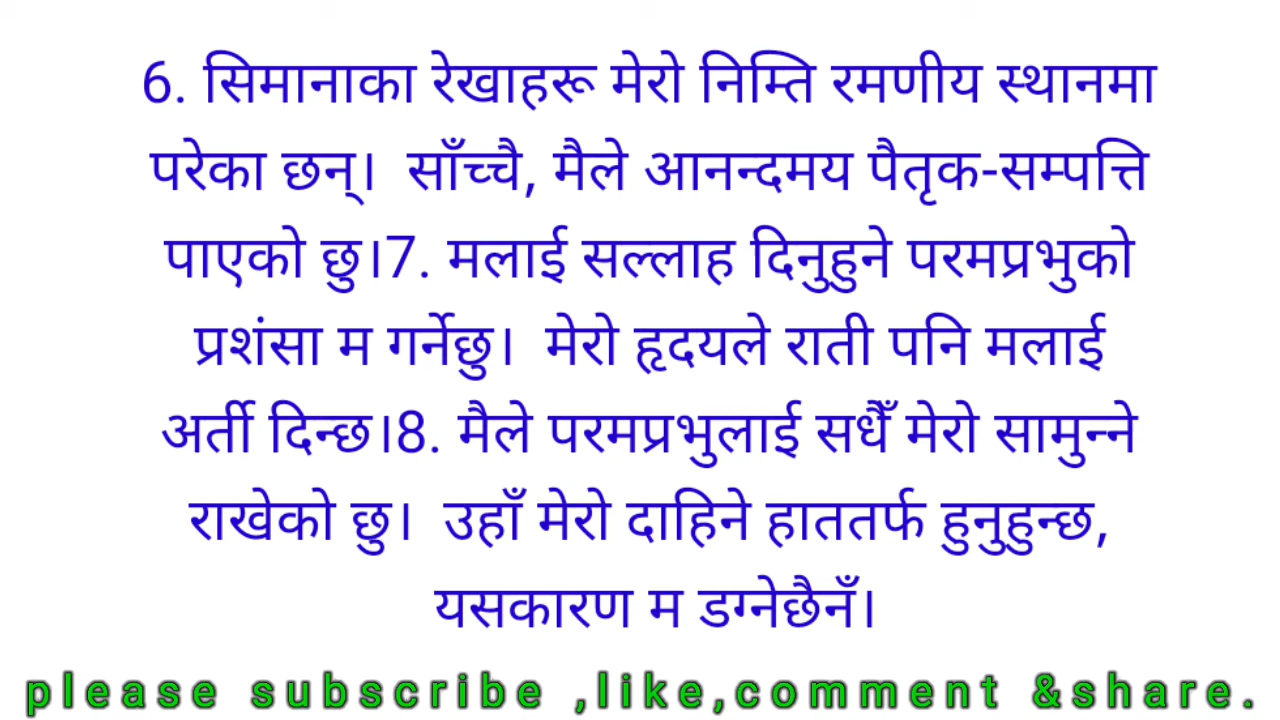 6. सिमानाका रेखाहरू मेरो निम्ति रमणीय स्थानमा
परेका छन्।  साँच्चै, मैले आनन्दमय पैतृक-सम्पत्ति
पाएको छु।7. मलाई सल्लाह दिनुहुने परमप्रभुको
प्रशंसा म गर्नेछु।  मेरो हृदयले राती पनि मलाई
अर्ती दिन्छ।8. मैले परमप्रभुलाई सधैँ मेरो सामुन्ने
राखेको छु।  उहाँ मेरो दाहिने हाततर्फ हुनुहुन्छ,
यसकारण म डग्नेछैनँ।
please subscribe ,like,comment &share.